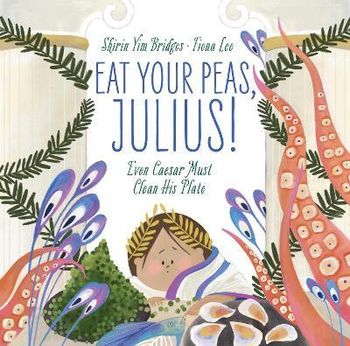 Shirin Yim Bridges · Fiona Lee
EAT YOUR PEAS,
JULIUS!
Even Caesar Must
Clean His Plate